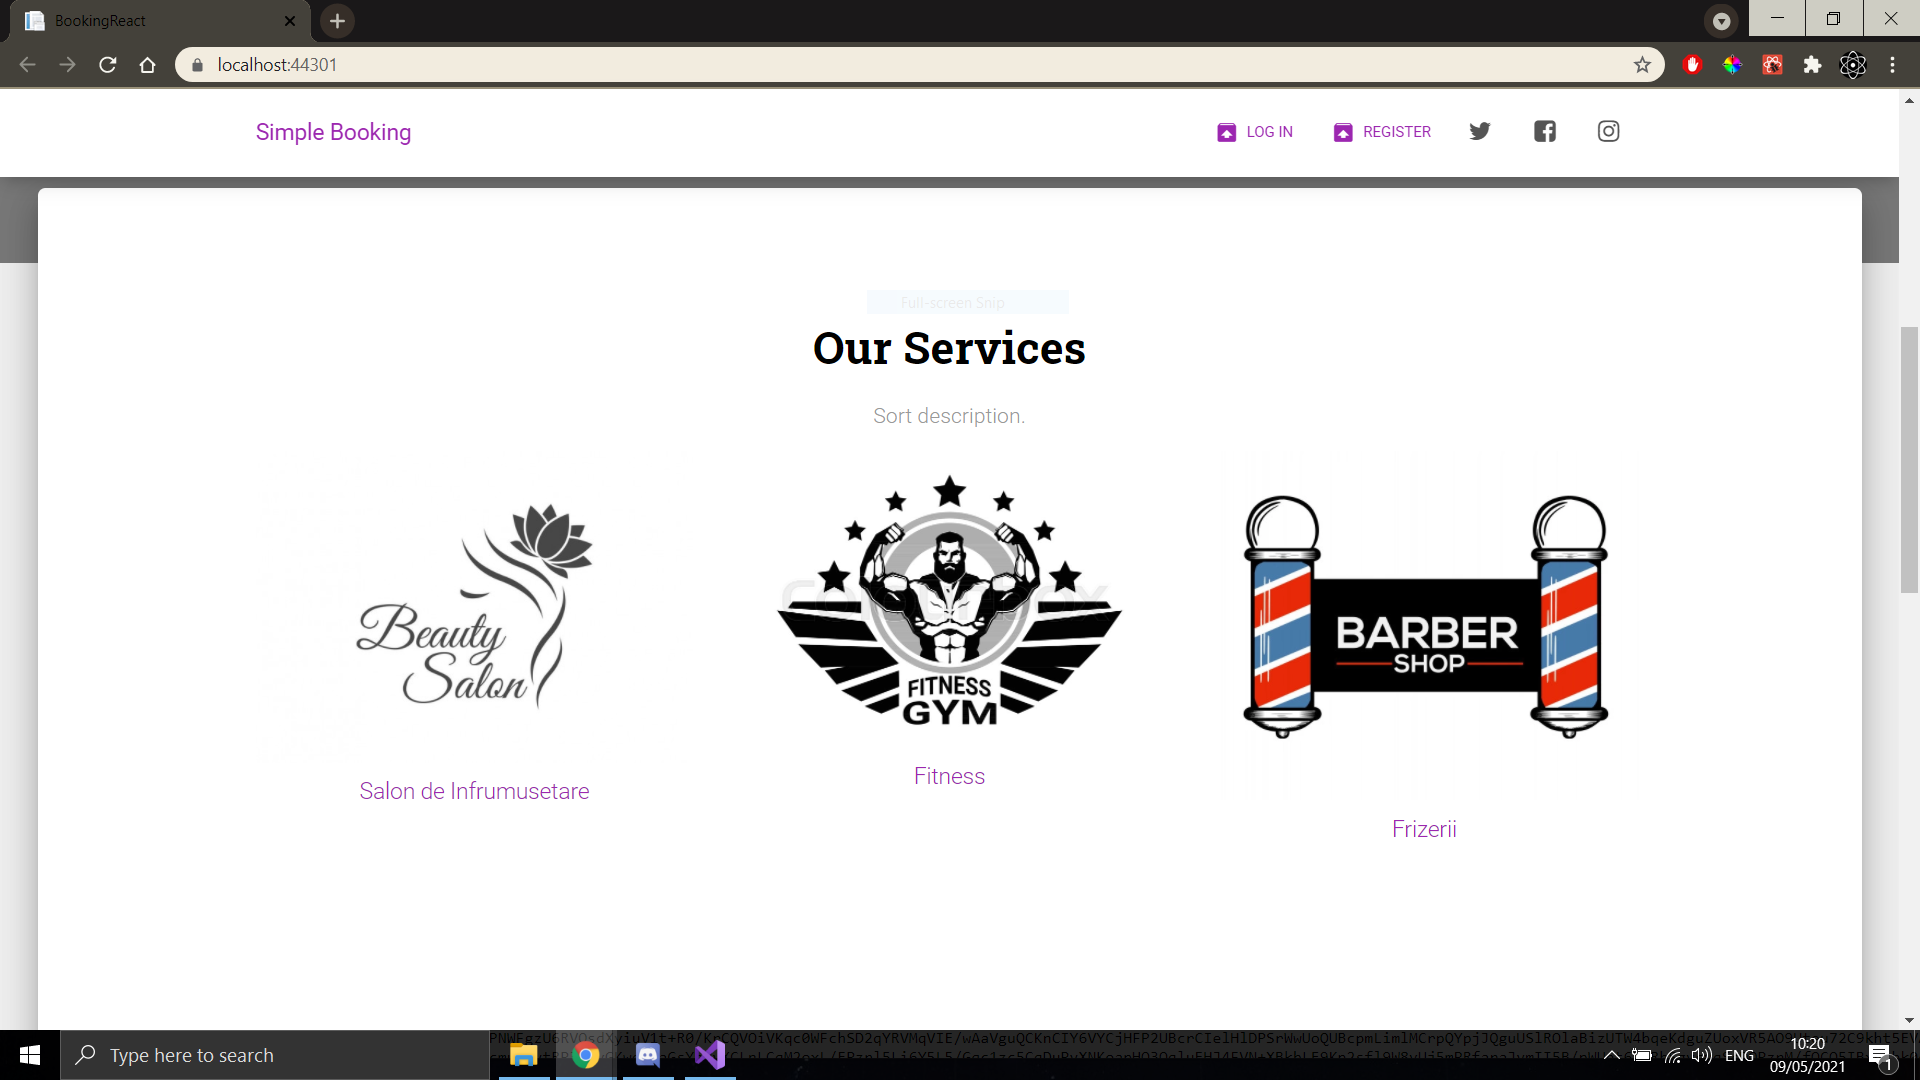 BookingReact
localhost:44301
Simple Booking
LOG IN
REGISTER
Full-screen Snip
Our Services
Sort description.
Beauty
Salon
FITNESS
GYM
BARBER
SHOP
Salon de Infrumusetare
Fitness
Frizerii
Type here to search
ENG
10:20
09/05/2021
1